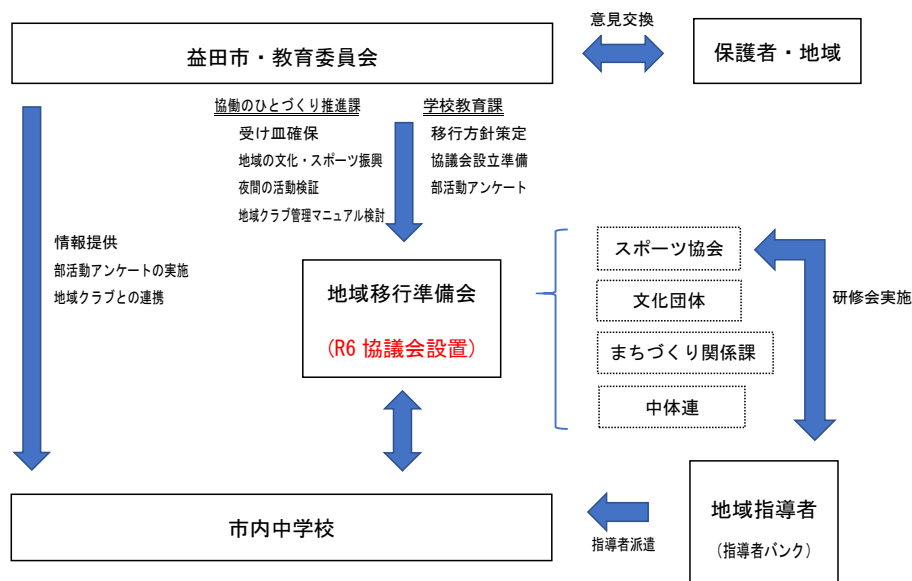 意見交換
益田市・教育委員会
保護者・地域
協働のひとづくり推進課
受け皿確保
地域の文化・スポーツ振興
夜間の活動検証
地域クラブ管理マニュアル検討
学校教育課
移行方針策定
協議会設立準備
部活動アンケート
情報提供
部活動アンケートの実施
地域クラブとの連携
地域移行準備会
(R6 協議会設置)
スポーツ協会
文化団体
まちづくり関係課
中体連
研修会実施
市内中学校
指導者派遣
地域指導者
(指導者バンク)